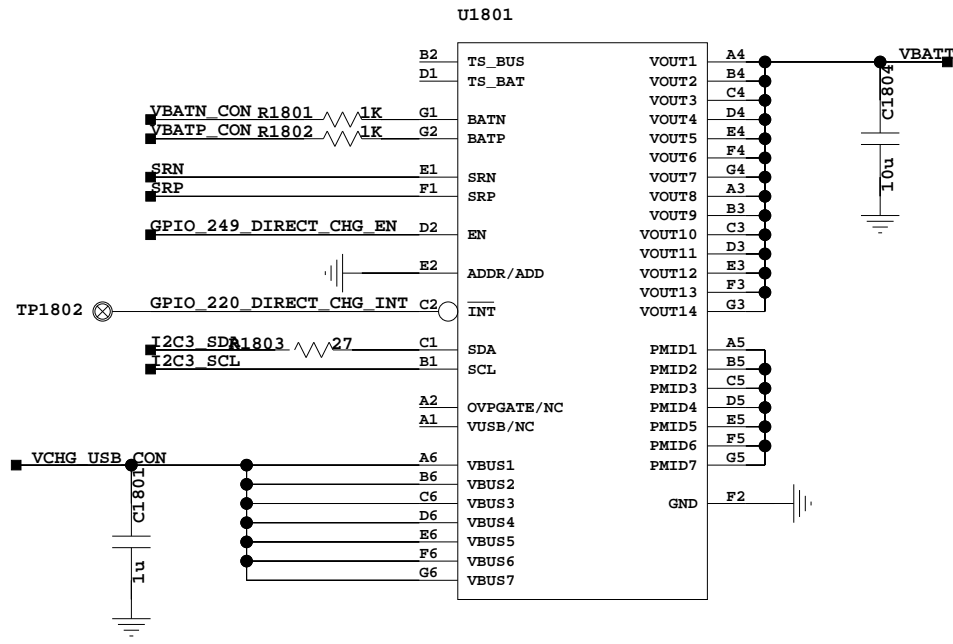 U1801
B2 TS_BUS VOUT1 A4 VBATT
D1 TS_BAT VOUT2 B4
VOUT3 C4 C1804
VBATN_CON R1801 1K G1 BATN VOUT4 D4
VBATP_CON R1802 1K G2 BATP VOUT5 E4
VOUT6 F4
SRN E1 SRN VOUT7 G4
SRP F1 SRP VOUT8 A3 10u
VOUT9 B3
GPIO_249_DIRECT_CHG_EN D2 EN VOUT10 C3
VOUT11 D3
E2 ADDR/ADD VOUT12 E3
VOUT13 F3
TP1802 GPIO_220_DIRECT_CHG_INT C2 INT VOUT14 G3
I2C3_SDA R1803 27 C1 SDA PMID1 A5
I2C3_SCL B1 SCL PMID2 B5
PMID3 C5
A2 OVPGATE/NC PMID4 D5
A1 VUSB/NC PMID5 E5
PMID6 F5
VCHG_USB_CON A6 VBUS1 PMID7 G5
B6 VBUS2
C1801 C6 VBUS3 GND F2
D6 VBUS4
E6 VBUS5
1u F6 VBUS6
G6 VBUS7